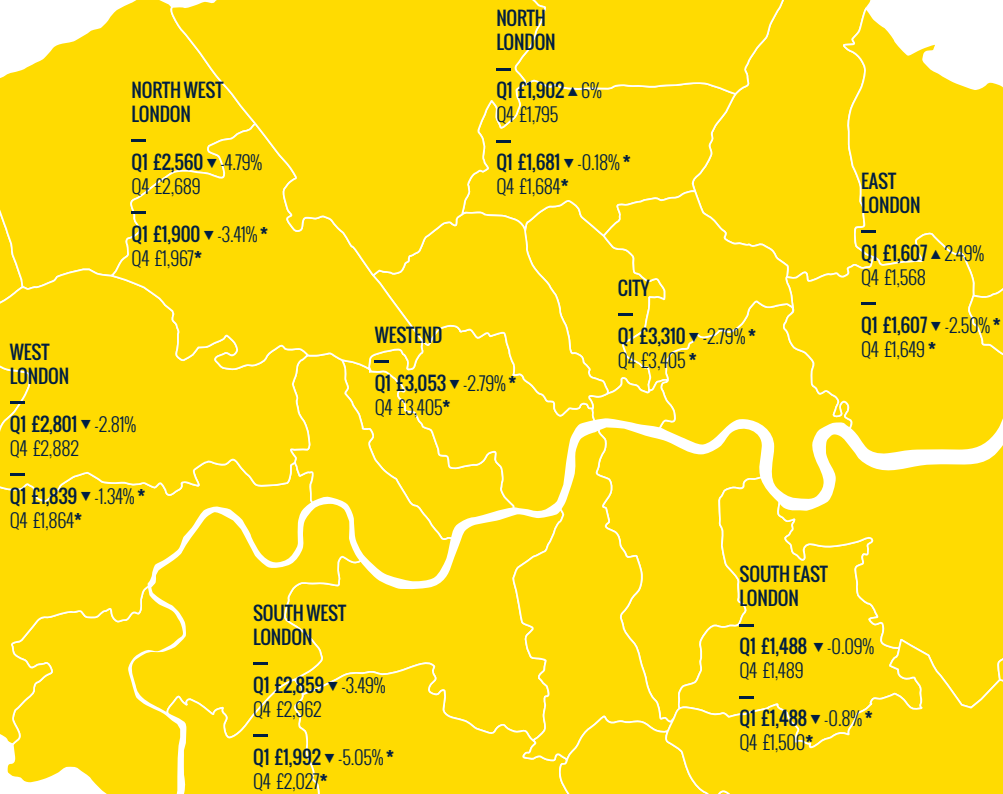 NORTH
LONDON
Q1 £1,902 ▲ 6%
Q4 £1,795
Q1 £1,681 ▼ -0.18% *
Q4 £1,684*
NORTH WEST
LONDON
Q1 £2,560 ▼ -4.79%
Q4 £2,689
Q1 £1,900 ▼ -3.41% *
Q4 £1,967*
EAST
LONDON
Q1 £1,607 ▲ 2.49%
Q4 £1,568
Q1 £1,607 ▼ -2.50% *
Q4 £1,649 *
CITY
Q1 £3,310 ▼ -2.79% *
Q4 £3,405 *
WESTEND
Q1 £3,053 ▼ -2.79% *
Q4 £3,405*
WEST
LONDON
Q1 £2,801 ▼ -2.81%
Q4 £2,882
Q1 £1,839 ▼ -1.34% *
Q4 £1,864*
SOUTH EAST
LONDON
Q1 £1,488 ▼ -0.09%
Q4 £1,489
Q1 £1,488 ▼ -0.8% *
Q4 £1,500*
SOUTH WEST
LONDON
Q1 £2,859 ▼ -3.49%
Q4 £2,962
Q1 £1,992 ▼ -5.05% *
Q4 £2,027*